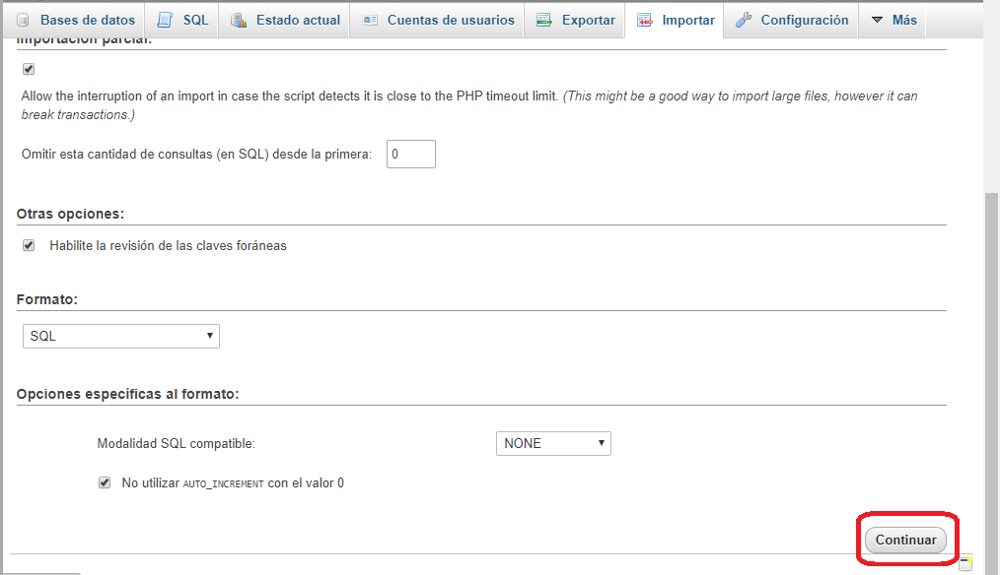 Bases de datos SQL Estado actual Cuentas de usuarios Exportar Importar Configuración Más
Importación parcial:
Allow the interruption of an import in case the script detects it is close to the PHP timeout limit. (This might be a good way to import large files, however it can
break transactions.)
Omitir esta cantidad de consultas (en SQL) desde la primera: 0
Otras opciones:
Habilite la revisión de las claves foráneas
Formato:
SQL
Opciones específicas al formato:
Modalidad SQL compatible: NONE
No utilizar AUTO_INCREMENT con el valor 0
Continuar